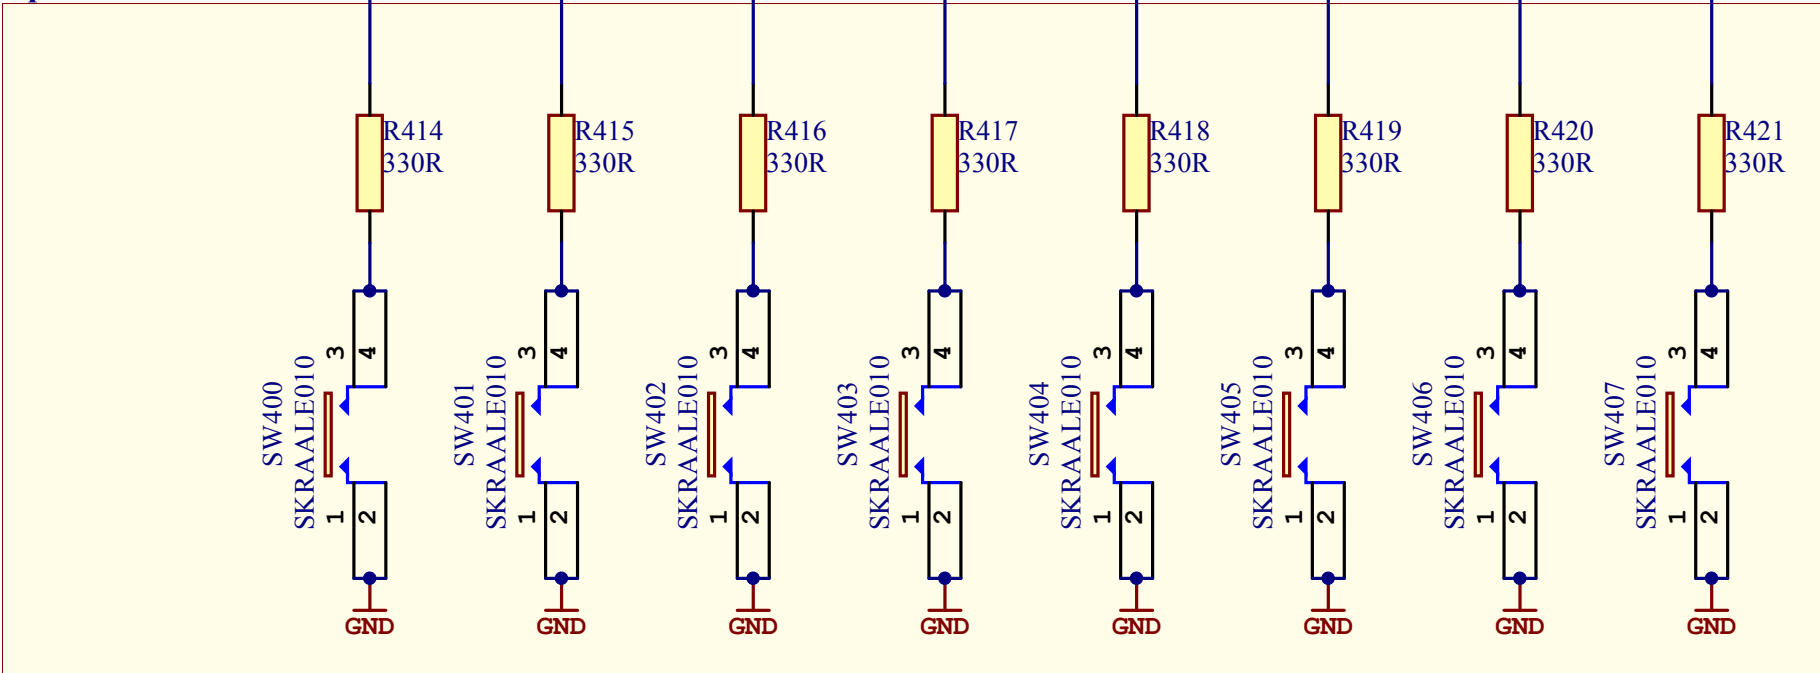 R414
330R
R415
330R
R416
330R
R417
330R
R418
330R
R419
330R
R420
330R
R421
330R
SW400
SKRAALE010
3
4
1
2
SW401
SKRAALE010
3
4
1
2
SW402
SKRAALE010
3
4
1
2
SW403
SKRAALE010
3
4
1
2
SW404
SKRAALE010
3
4
1
2
SW405
SKRAALE010
3
4
1
2
SW406
SKRAALE010
3
4
1
2
SW407
SKRAALE010
3
4
1
2
GND
GND
GND
GND
GND
GND
GND
GND